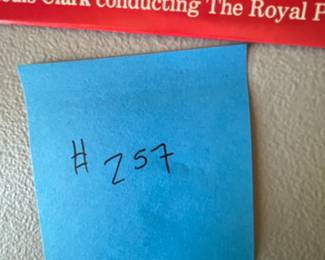 Clark conducting The Royal
# 257